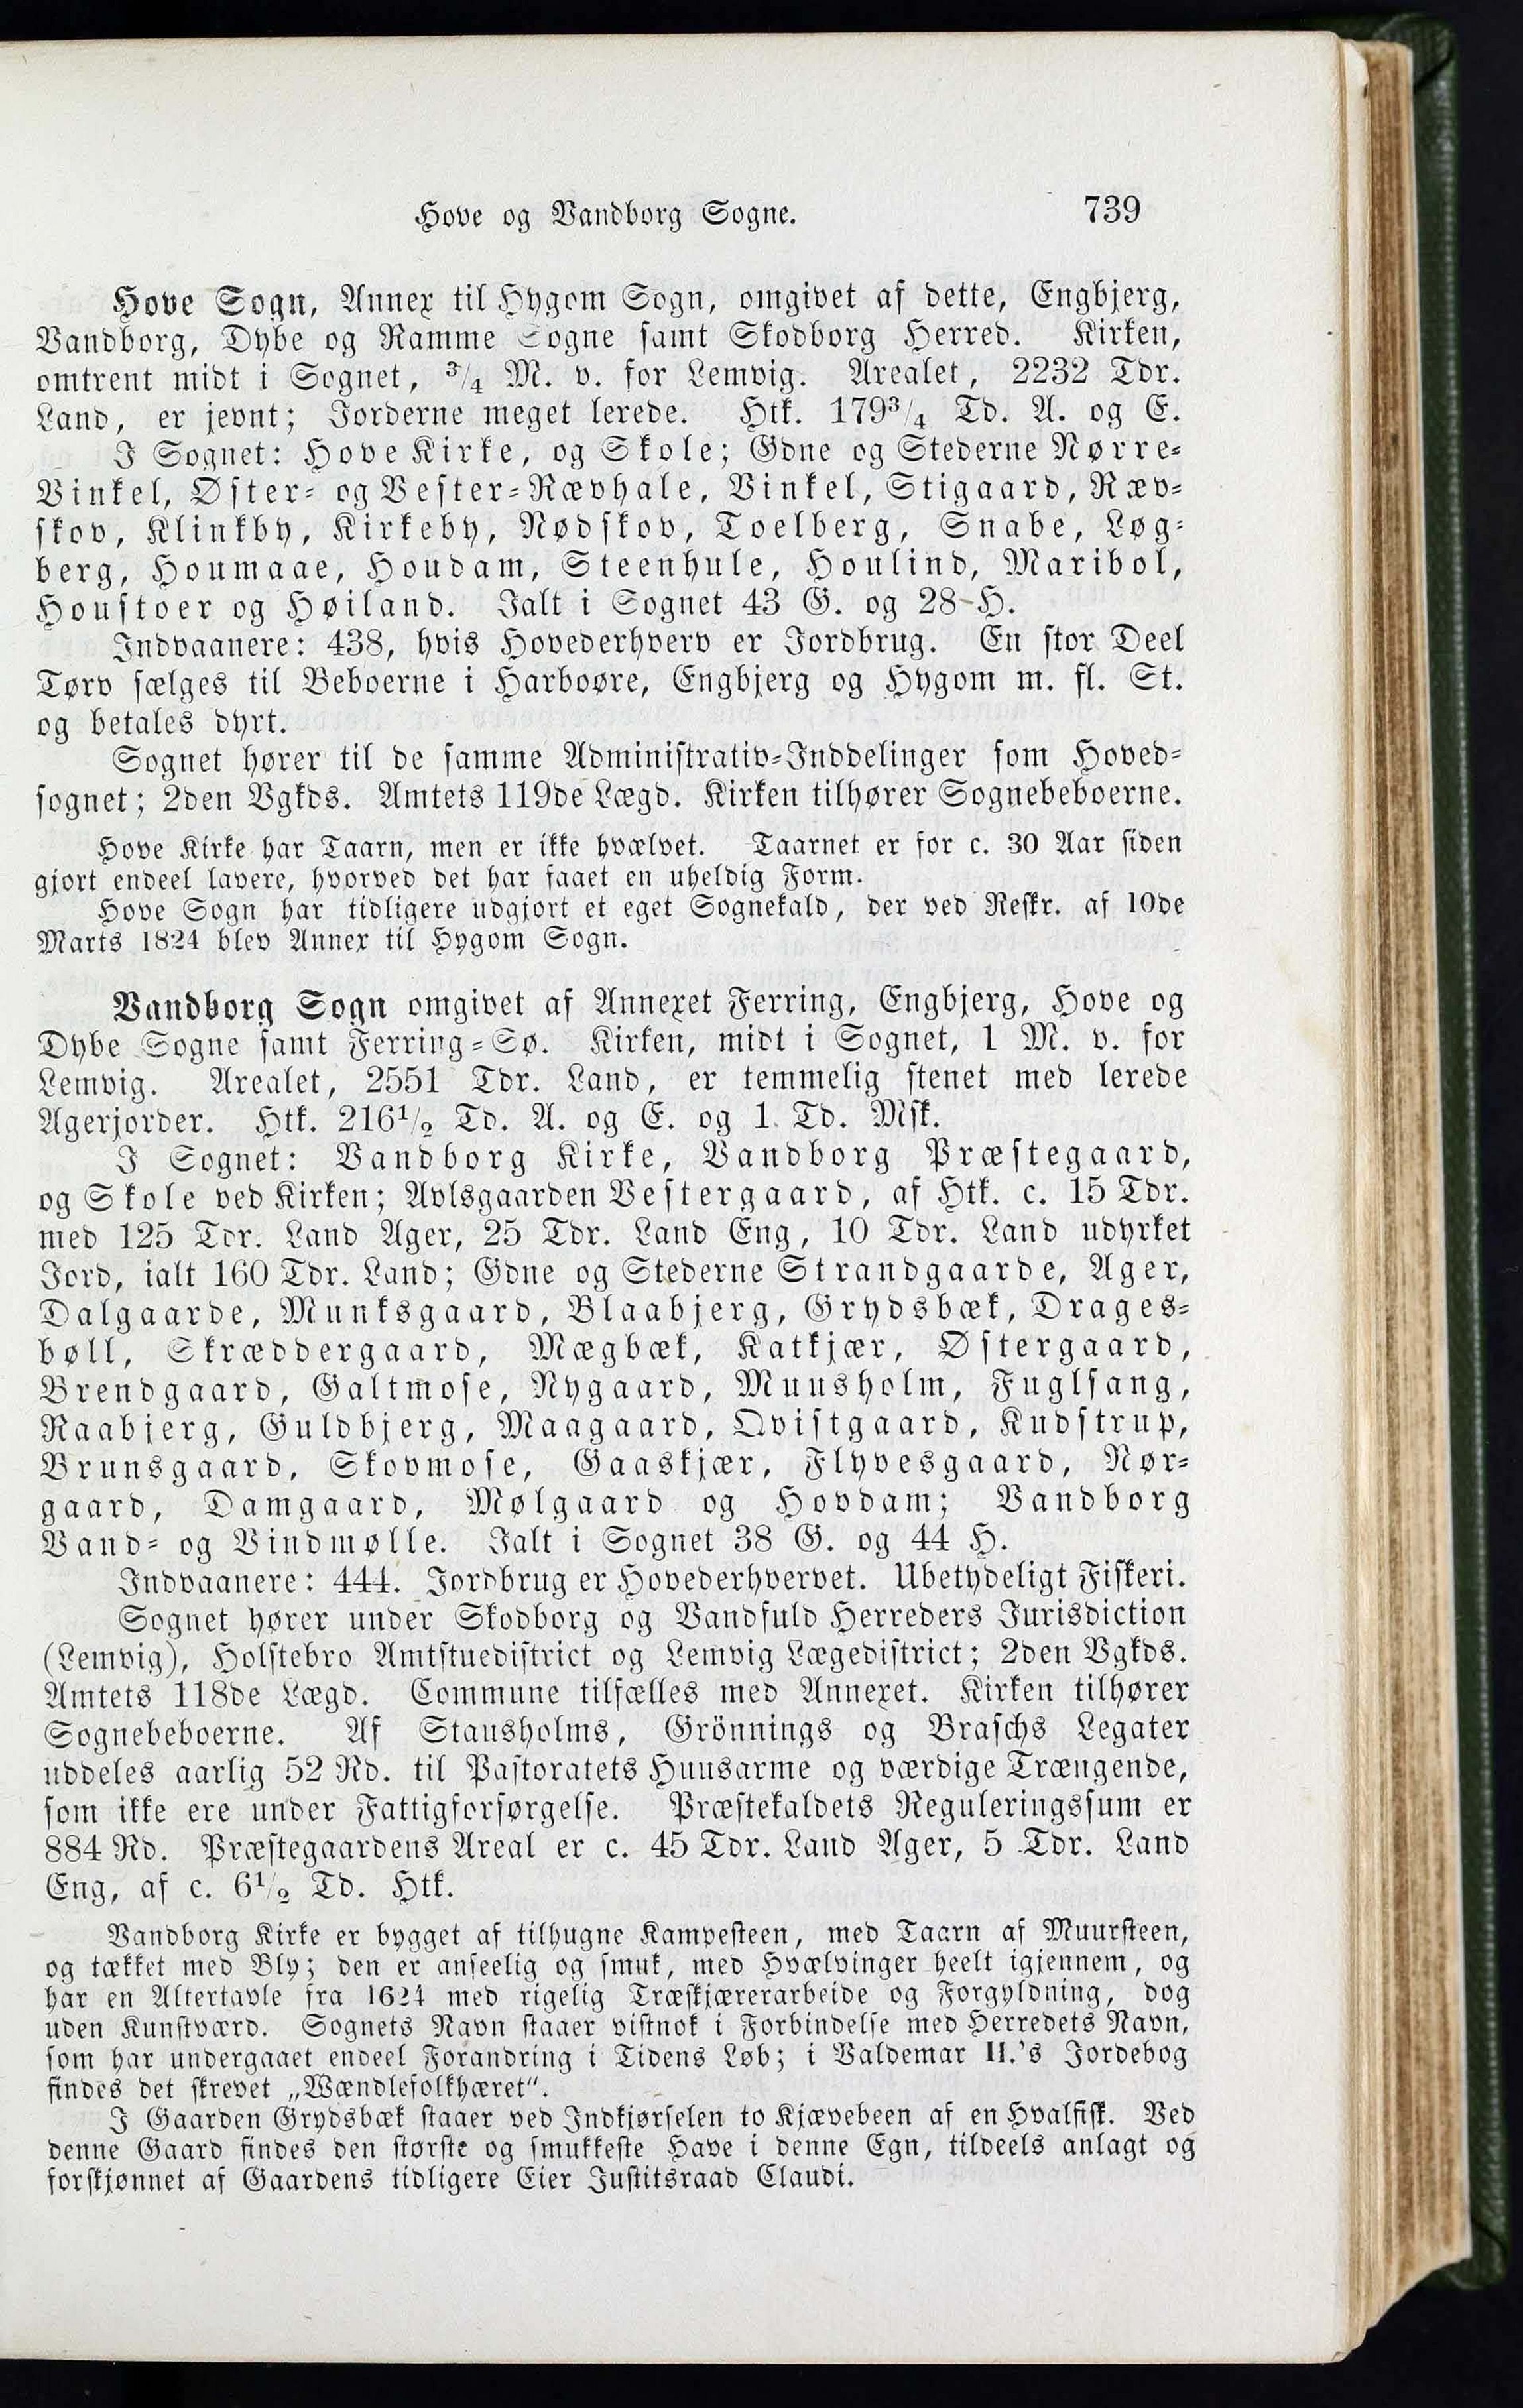 Hove og Vandborg Sogne. 739
Hove Sogn, Annex til Hygom Sogn, omgivet af dette, Engbjerg,
Vandborg, Dybe og Ramme Sogne samt Skodborg Herred. Kirken,
omtrent midt i Sognet, 3/4 M. v. for Lemvig. Arealet, 2232 Tdr.
Land, er jevnt; Jorderne meget lerede. Htk. 179 3/4 Td. A. og E.
I Sognet: Hove Kirke, og Skole; Gdne og Stederne Nørre-
Vinkel, Øster- og Vester-Rævhale, Vinkel, Stigaard, Ræv-
skov, Klinkby, Kirkeby, Nødskov, Toelberg, Snabe, Løg-
berg, Houmaae, Houdam, Steenhule, Houlind, Maribol,
Houstoer og Høiland. Ialt i Sognet 43 G. og 28 H.
Indvaanere: 438, hvis Hovederhverv er Jordbrug. En stor Deel
Tørv sælges til Beboerne i Harboøre, Engbjerg og Hygom m. fl. St.
og betales dyrt.
Sognet hører til de samme Administrativ-Inddelinger som Hoved-
sognet; 2den Vgkds. Amtets 119de Lægd. Kirken tilhører Sognebeboerne.
Hove Kirke har Taarn, men er ikke hvælvet. Taarnet er for c. 30 Aar siden
gjort endeel lavere, hvorved det har faaet en uheldig Form.
Hove Sogn har tidligere udgjort et eget Sognekald, der ved Reskr. af 10de
Marts 1824 blev Annex til Hygom Sogn.
Vandborg Sogn omgivet af Annexet Ferring, Engbjerg, Hove og
Dybe Sogne samt Ferring-Sø. Kirken, midt i Sognet, 1 M. v. for
Lemvig. Arealet, 2551 Tdr. Land, er temmelig stenet med lerede
Agerjorder. Htk. 216 1/2 Td. A. og E. og 1 Td. Msk.
I Sognet: Vandborg Kirke, Vandborg Præstegaard,
og Skole ved Kirken; Avlsgaarden Vestergaard, af Htk. c. 15 Tdr.
med 125 Tdr. Land Ager, 25 Tdr. Land Eng, 10 Tdr. Land udyrket
Jord, ialt 160 Tdr. Land; Gdne og Stederne Strandgaarde, Ager,
Dalgaarde, Munksgaard, Blaabjerg, Grydsbæk, Drages-
bøll, Skræddergaard, Mægbæk, Katkjær, Østergaard,
Brendgaard, Galtmose, Nygaard, Muusholm, Fuglsang,
Raabjerg, Guldbjerg, Maagaard, Qvistgaard, Kudstrup,
Brunsgaard, Skovmose, Gaaskjær, Flyvesgaard, Nør-
gaard, Damgaard, Mølgaard og Hovdam; Vandborg
Vand- og Vindmølle. Ialt i Sognet 38 G. og 44 H.
Indvaanere: 444. Jordbrug er Hovederhvervet. Ubetydeligt Fiskeri.
Sognet hører under Skodborg og Vandfuld Herreders Jurisdiction
(Lemvig), Holstebro Amtstuedistrict og Lemvig Lægedistrict; 2den Vgkds.
Amtets 118de Lægd. Commune tilfælles med Annexet. Kirken tilhører
Sognebeboerne. Af Stausholms, Grönnings og Braschs Legater
uddeles aarlig 52 Rd. til Pastoratets Huusarme og værdige Trængende,
som ikke ere under Fattigforsørgelse. Præstekaldets Reguleringssum er
884 Rd. Præstegaardens Areal er c. 45 Tdr. Land Ager, 5 Tdr. Land
Eng, af c. 6 1/2 Td. Htk.
Vandborg Kirke er bygget af tilhugne Kampesteen, med Taarn af Muursteen,
og tækket med Bly; den er anseelig og smuk, med Hvælvinger heelt igjennem, og
har en Altertavle fra 1624 med rigelig Træskjærerarbeide og Forgyldning, dog
uden Kunstværd. Sognets Navn staaer vistnok i Forbindelse med Herredets Navn,
som har undergaaet endeel Forandring i Tidens Løb; i Valdemar II.'s Jordebog
findes det skrevet „Wændlefolkhæret“.
I Gaarden Grydsbæk staaer ved Indkjørselen to Kjævebeen af en Hvalfisk. Ved
denne Gaard findes den største og smukkeste Have i denne Egn, tildeels anlagt og
forskjønnet af Gaardens tidligere Eier Justitsraad Claudi.